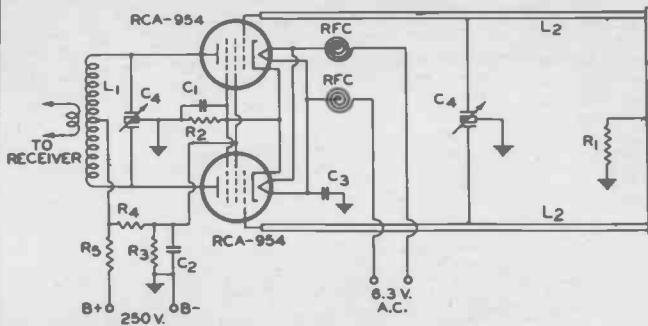 RCA-954
L2
RFC
RFC
L1
C4
C1
R2
C4
R1
TO
RECEIVER
C3
L2
R4
RCA-954
R5
R3
C2
B+
250 V.
B-
6.3 V.
A.C.